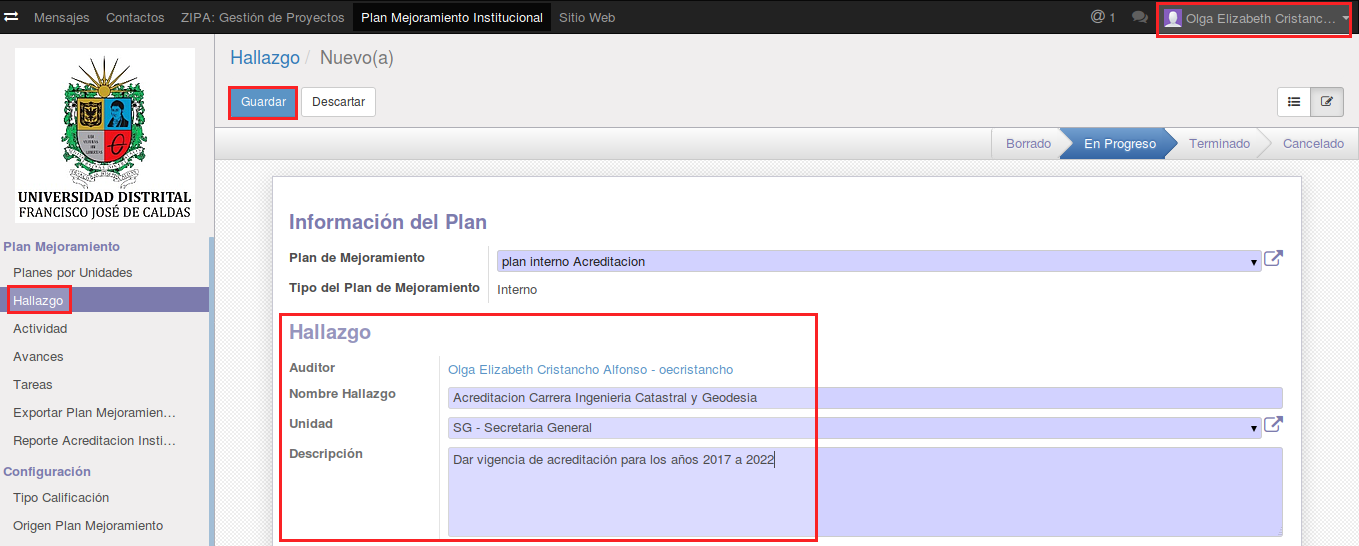 Mensajes Contactos ZIPA: Gestión de Proyectos Plan Mejoramiento Institucional Sitio Web @ 1 Olga Elizabeth Cristanc...
Hallazgo / Nuevo(a)
Guardar Descartar
Borrado En Progreso Terminado Cancelado
UNIVERSIDAD DISTRITAL
FRANCISCO JOSÉ DE CALDAS
Plan Mejoramiento
Planes por Unidades
Hallazgo
Actividad
Avances
Tareas
Exportar Plan Mejoramien...
Reporte Acreditacion Insti...
Configuración
Tipo Calificación
Origen Plan Mejoramiento
Información del Plan
Plan de Mejoramiento plan interno Acreditacion
Tipo del Plan de Mejoramiento Interno
Hallazgo
Auditor Olga Elizabeth Cristancho Alfonso - oecristancho
Nombre Hallazgo Acreditacion Carrera Ingenieria Catastral y Geodesia
Unidad SG - Secretaria General
Descripción Dar vigencia de acreditación para los años 2017 a 2022